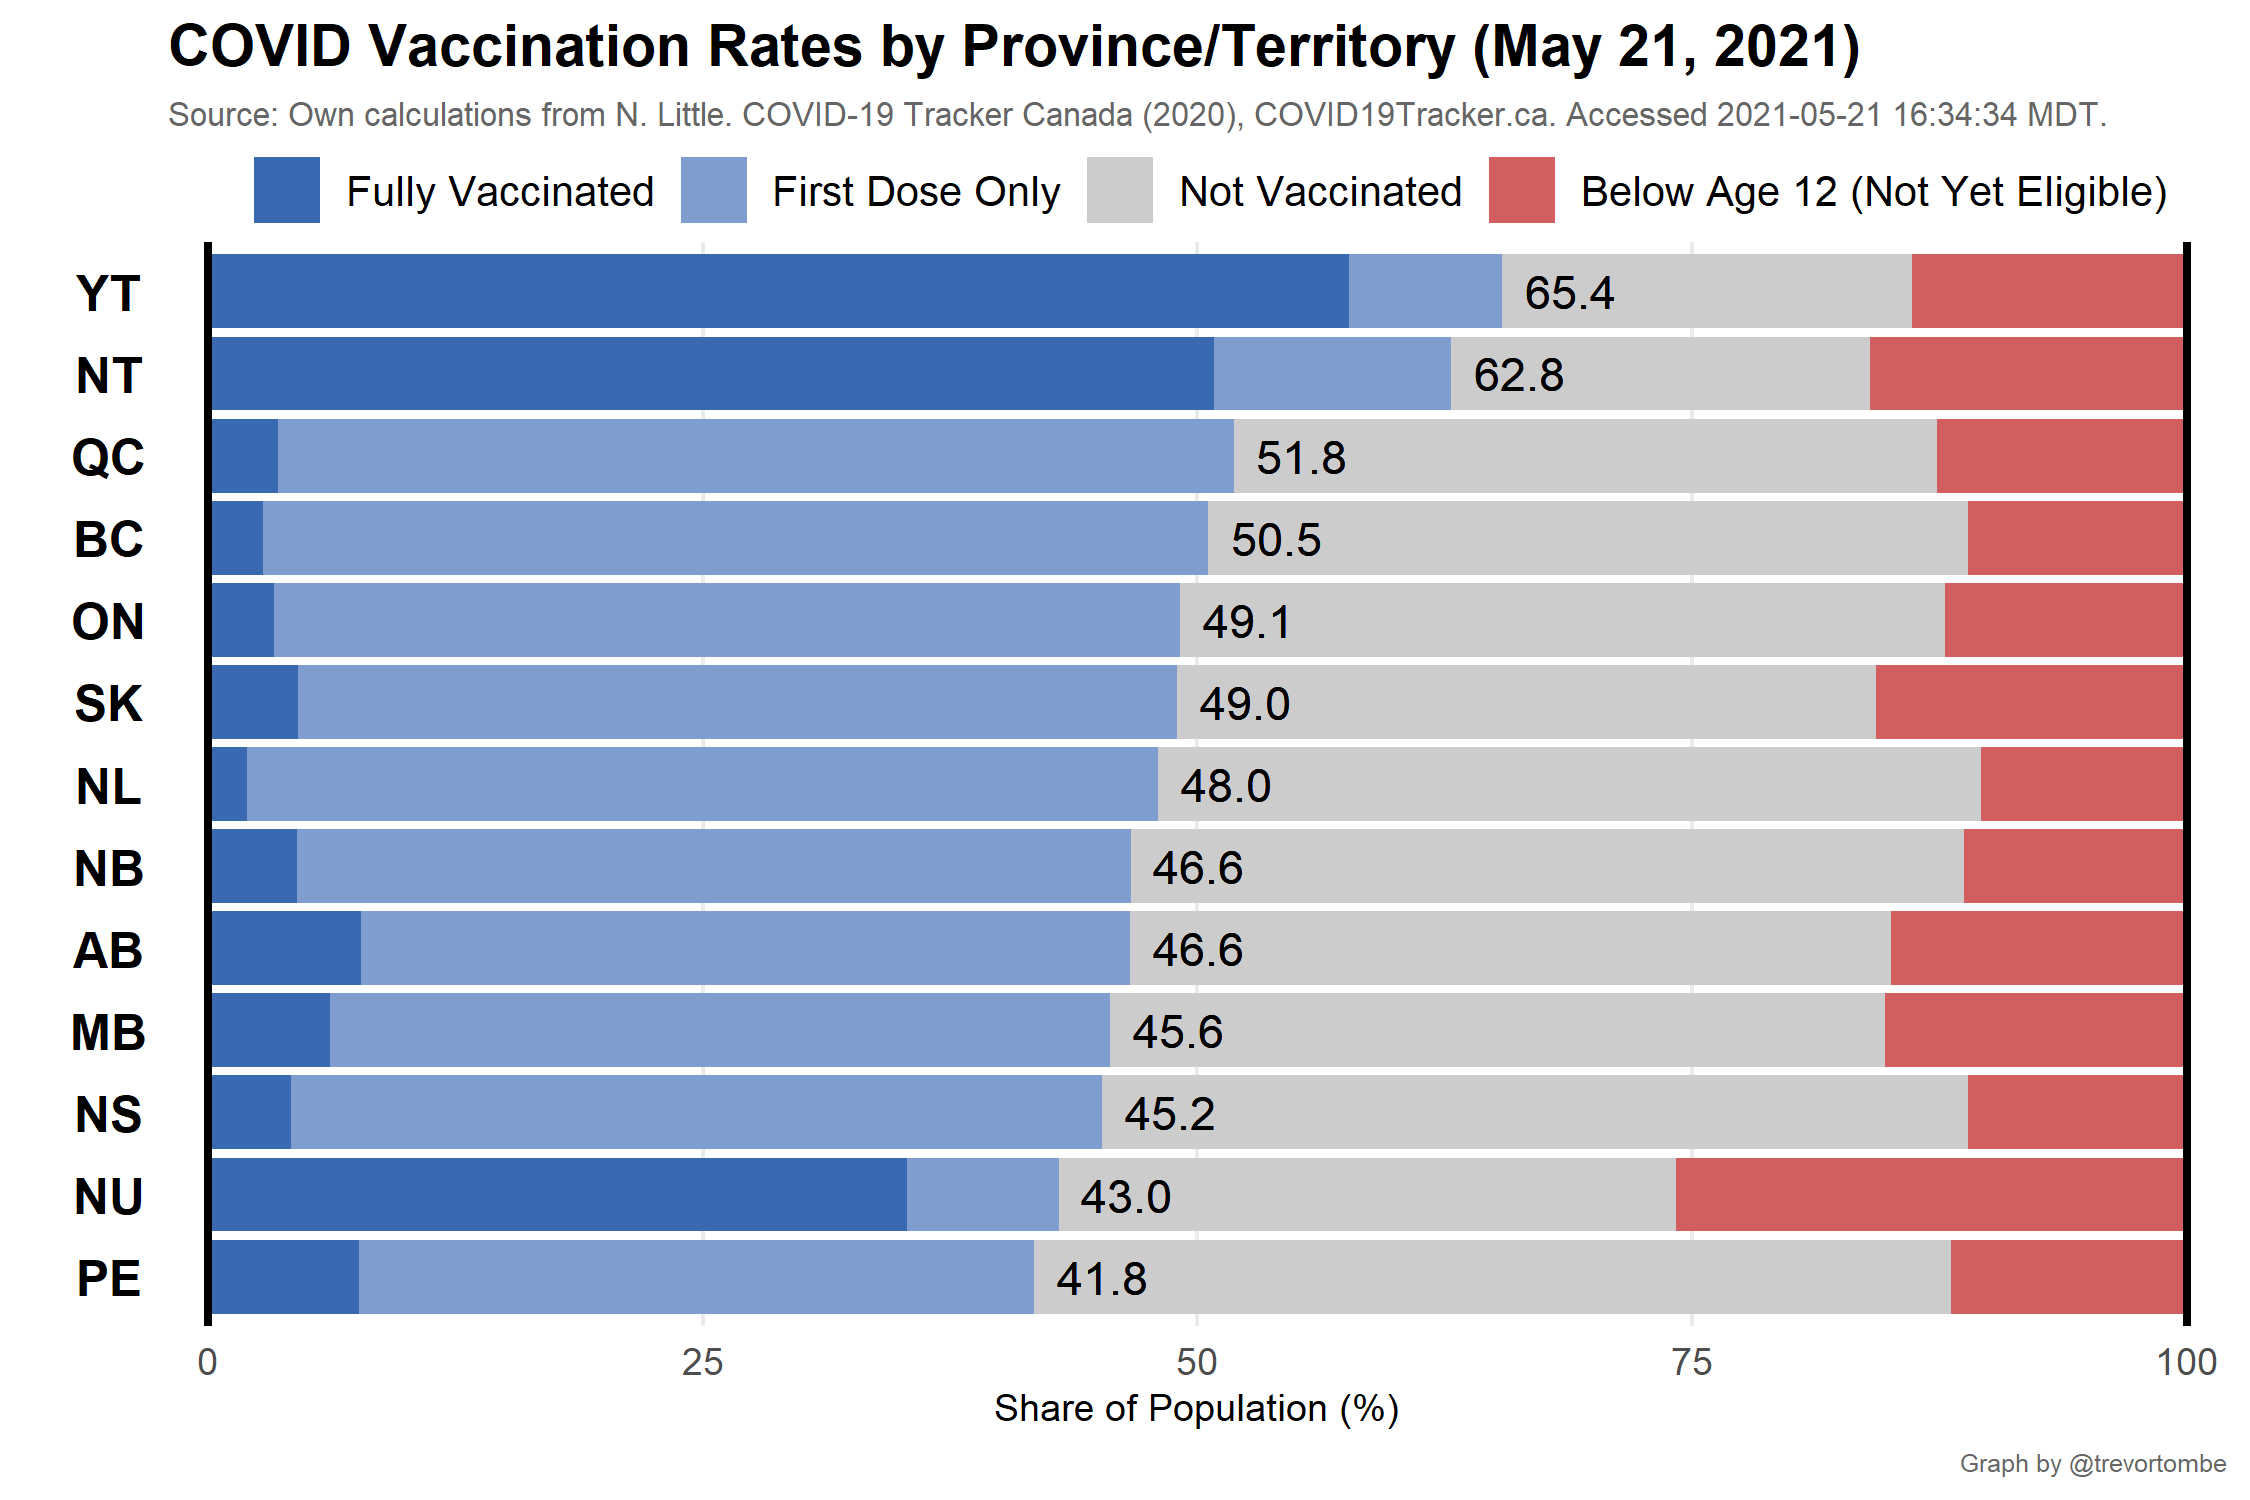 COVID Vaccination Rates by Province/Territory (May 21, 2021)
Source: Own calculations from N. Little. COVID-19 Tracker Canada (2020), COVID19Tracker.ca. Accessed 2021-05-21 16:34:34 MDT.
Fully Vaccinated First Dose Only Not Vaccinated Below Age 12 (Not Yet Eligible)
YT 65.4
NT 62.8
QC 51.8
BC 50.5
ON 49.1
SK 49.0
NL 48.0
NB 46.6
AB 46.6
MB 45.6
NS 45.2
NU 43.0
PE 41.8
0 25 50 75 100
Share of Population (%)
Graph by @trevortombe